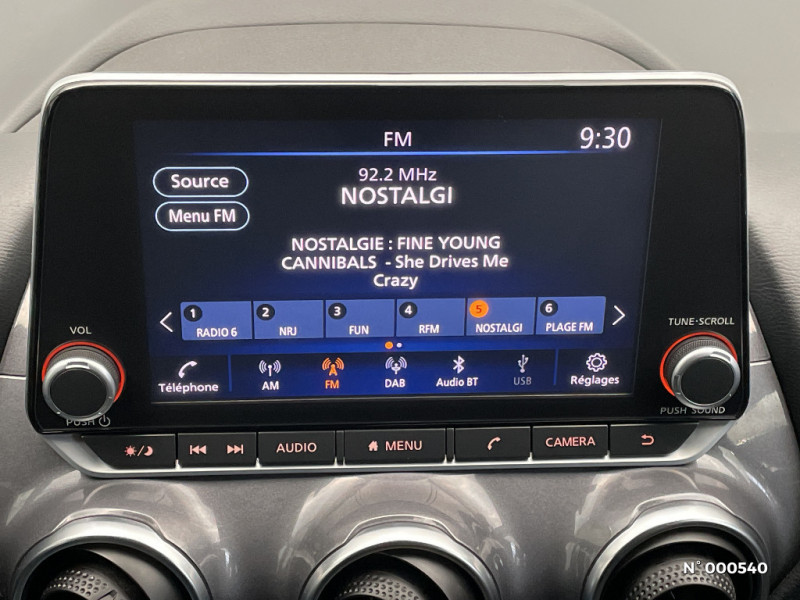 FM
9:30
Source
92.2 MHz
NOSTALGI
Menu FM
NOSTALGIE : FINE YOUNG
CANNIBALS - She Drives Me
Crazy
1 2 3 4 5 6
RADIO 6 NRJ FUN RFM NOSTALGI PLAGE FM
VOL
TUNE·SCROLL
Téléphone AM FM DAB Audio BT USB Réglages
PUSH
PUSH SOUND
AUDIO MENU CAMERA
N°000540